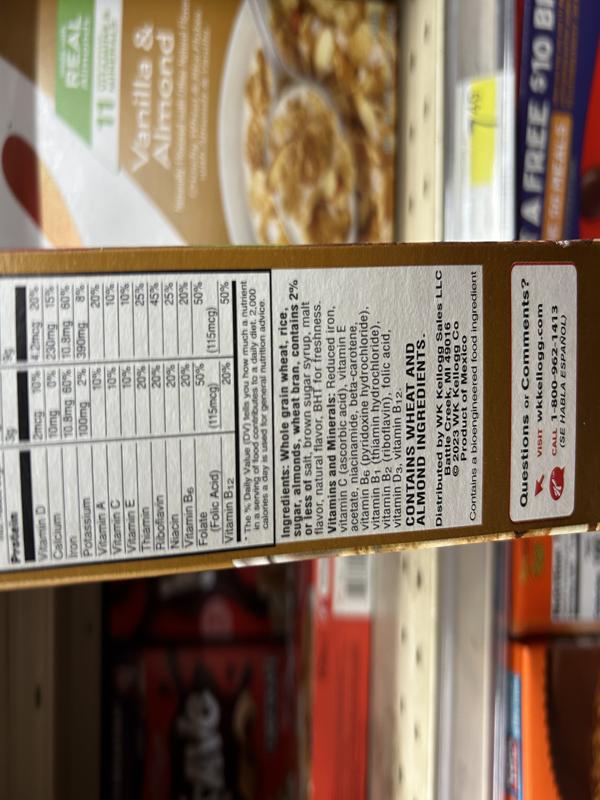 REAL
Almonds
11
Vanilla &
Almond
7.49
A FREE $10 B
Protein 3g 3g
Vitamin D 2mcg 10% 4.2mcg 20%
Calcium 0mg 0% 230mg 15%
Iron 10.8mg 60% 10.8mg 60%
Potassium 100mg 2% 390mg 8%
Vitamin A 10% 20%
Vitamin C 10% 10%
Vitamin E 10% 10%
Thiamin 20% 25%
Riboflavin 20% 45%
Niacin 20% 25%
Vitamin B6 20% 20%
Folate 50% 50%
(Folic Acid) (115mcg) (115mcg)
Vitamin B12 20% 50%
* The % Daily Value (DV) tells you how much a nutrient
in a serving of food contributes to a daily diet. 2,000
calories a day is used for general nutrition advice.
Ingredients: Whole grain wheat, rice,
sugar, almonds, wheat bran, contains 2%
or less of salt, brown sugar syrup, malt
flavor, natural flavor, BHT for freshness.
Vitamins and Minerals: Reduced iron,
vitamin C (ascorbic acid), vitamin E
acetate, niacinamide, beta-carotene,
vitamin B6 (pyridoxine hydrochloride),
vitamin B1 (thiamin hydrochloride),
vitamin B2 (riboflavin), folic acid,
vitamin D3, vitamin B12.
CONTAINS WHEAT AND
ALMOND INGREDIENTS.
Distributed by WK Kellogg Sales LLC
Battle Creek, MI 49016
© 2023 WK Kellogg Co
Product of Mexico
Contains a bioengineered food ingredient
Questions or Comments?
VISIT wkkellogg.com
CALL 1-800-962-1413
(SE HABLA ESPAÑOL)